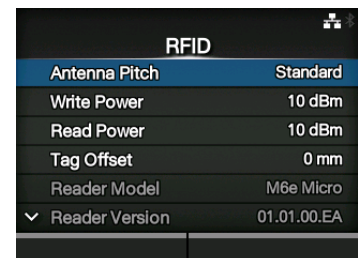 RFID
Antenna Pitch Standard
Write Power 10 dBm
Read Power 10 dBm
Tag Offset 0 mm
Reader Model M6e Micro
Reader Version 01.01.00.EA